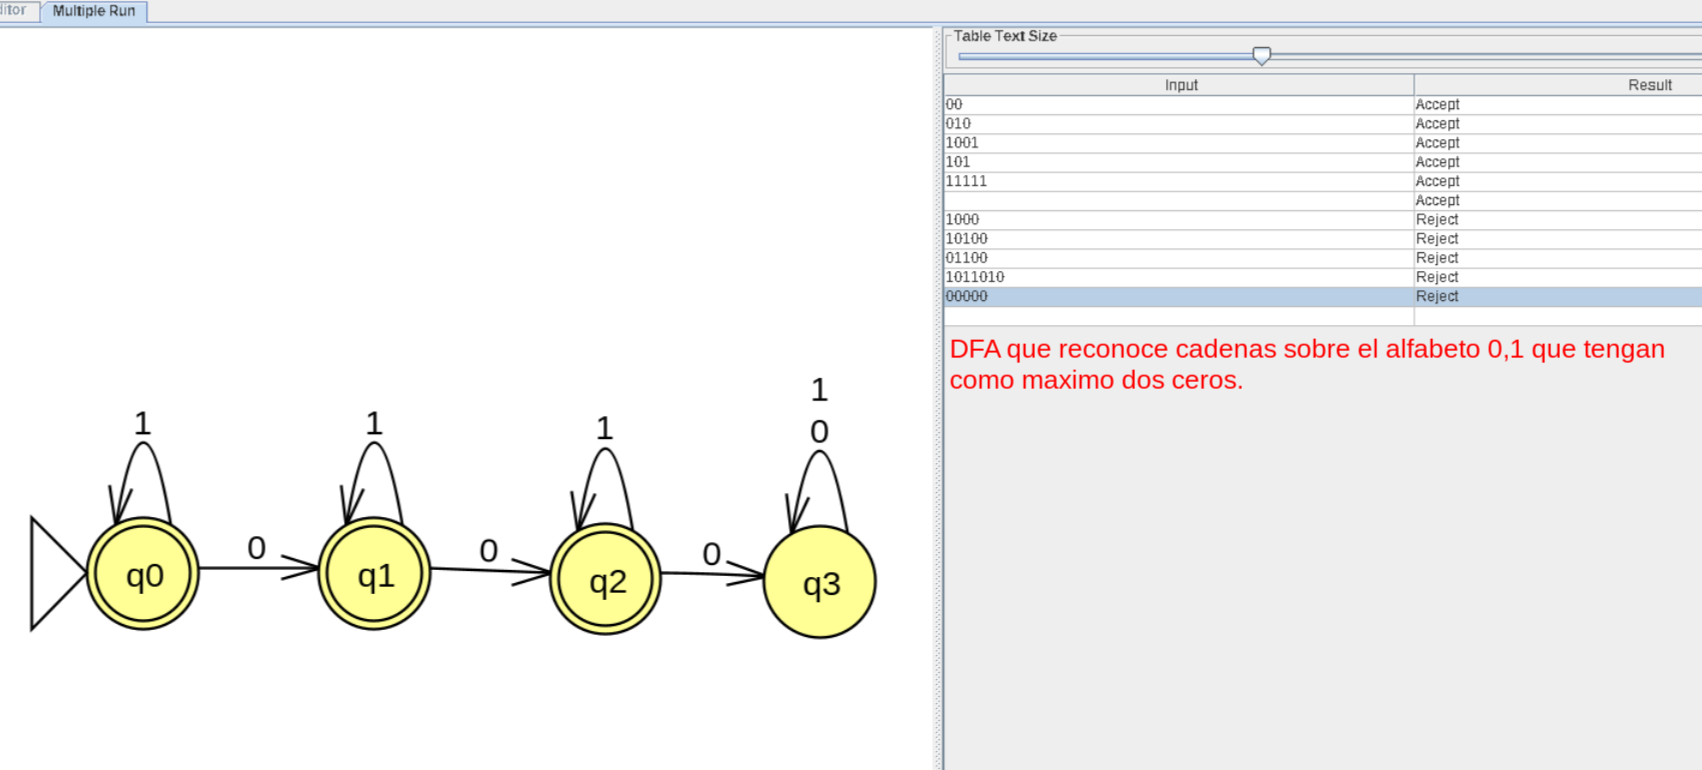 ditor Multiple Run
Table Text Size
Input Result
00 Accept
010 Accept
1001 Accept
101 Accept
11111 Accept
Accept
1000 Reject
10100 Reject
01100 Reject
1011010 Reject
00000 Reject
DFA que reconoce cadenas sobre el alfabeto 0,1 que tengan
como maximo dos ceros.
1
1 1 1 0
0 0 0
q0 q1 q2 q3